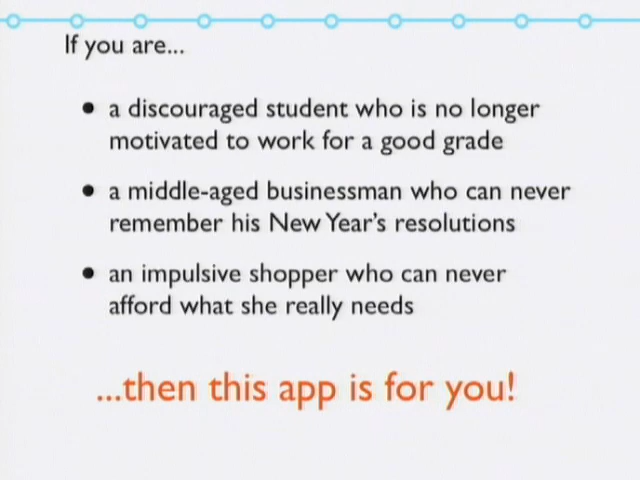 If you are...
• a discouraged student who is no longer
motivated to work for a good grade
• a middle-aged businessman who can never
remember his New Year's resolutions
• an impulsive shopper who can never
afford what she really needs
...then this app is for you!